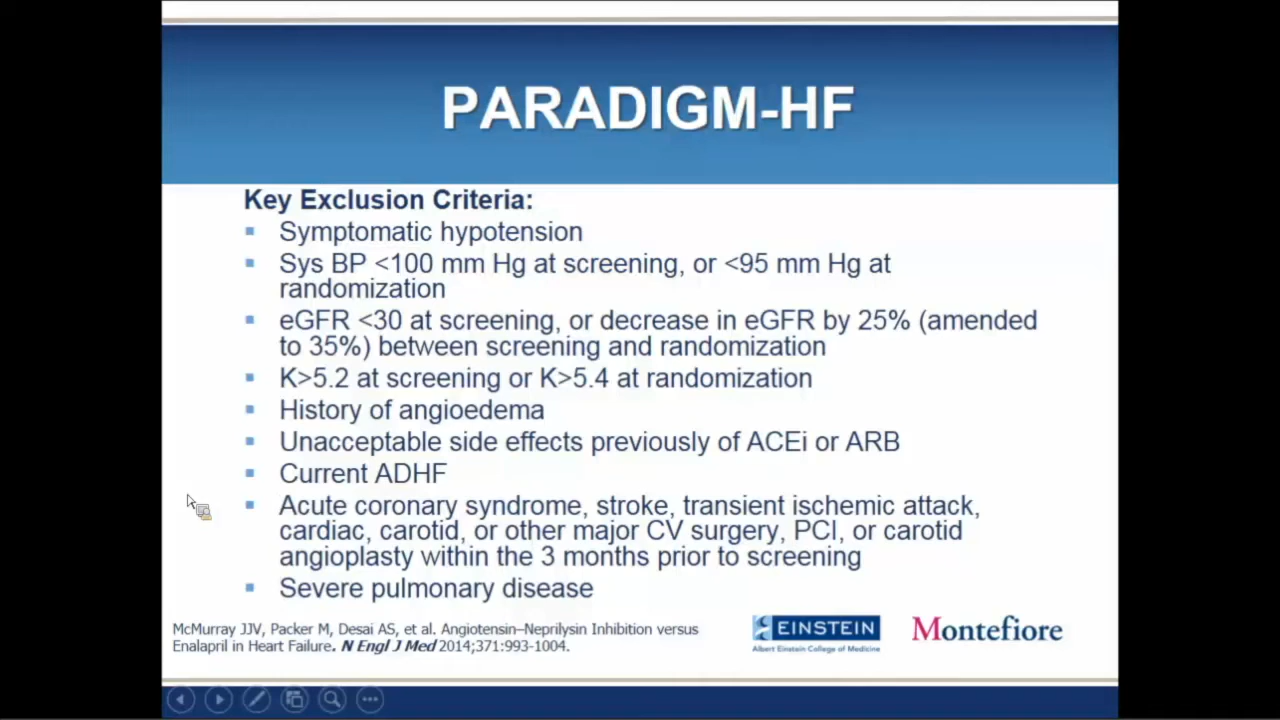 PARADIGM-HF
Key Exclusion Criteria:
▪ Symptomatic hypotension
▪ Sys BP <100 mm Hg at screening, or <95 mm Hg at
randomization
▪ eGFR <30 at screening, or decrease in eGFR by 25% (amended
to 35%) between screening and randomization
▪ K>5.2 at screening or K>5.4 at randomization
▪ History of angioedema
▪ Unacceptable side effects previously of ACEi or ARB
▪ Current ADHF
▪ Acute coronary syndrome, stroke, transient ischemic attack,
cardiac, carotid, or other major CV surgery, PCI, or carotid
angioplasty within the 3 months prior to screening
▪ Severe pulmonary disease
McMurray JJV, Packer M, Desai AS, et al. Angiotensin–Neprilysin Inhibition versus
Enalapril in Heart Failure. N Engl J Med 2014;371:993-1004.
EINSTEIN
Albert Einstein College of Medicine
Montefiore